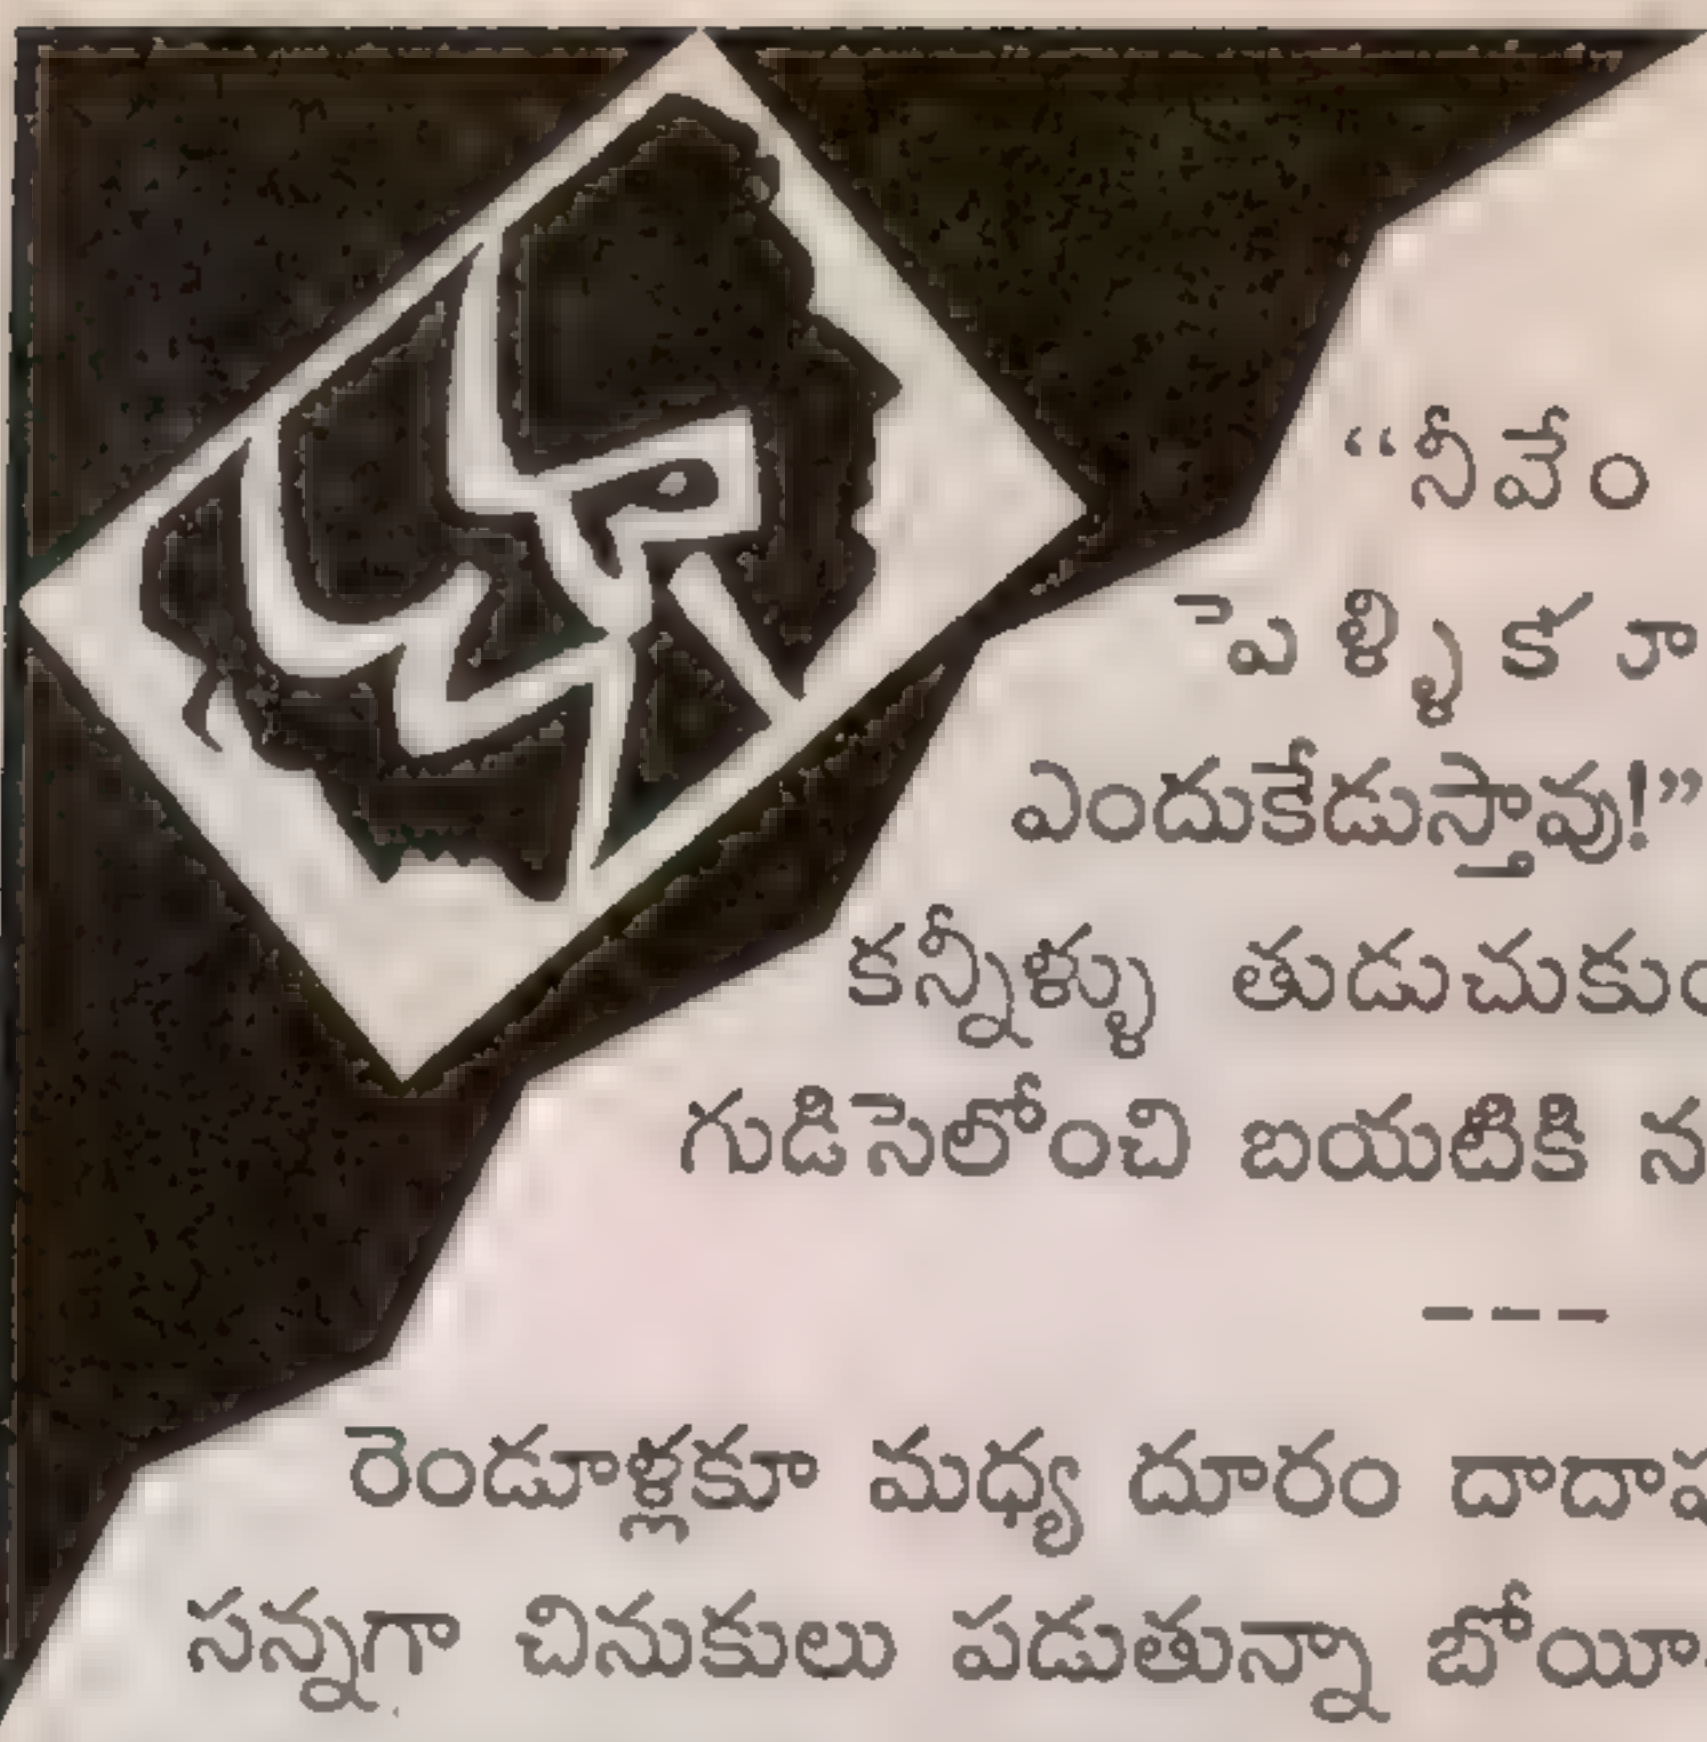 “నీవేం
పెళ్ళికూ
ఎందుకేడుస్తావు!”
కన్నీళ్ళు తుడుచుకుం
గుడిసెలోంచి బయటికి న
---
రెండూళ్లకూ మధ్య దూరం దాదాప
సన్నగా చినుకులు పడుతున్నా బోయీ